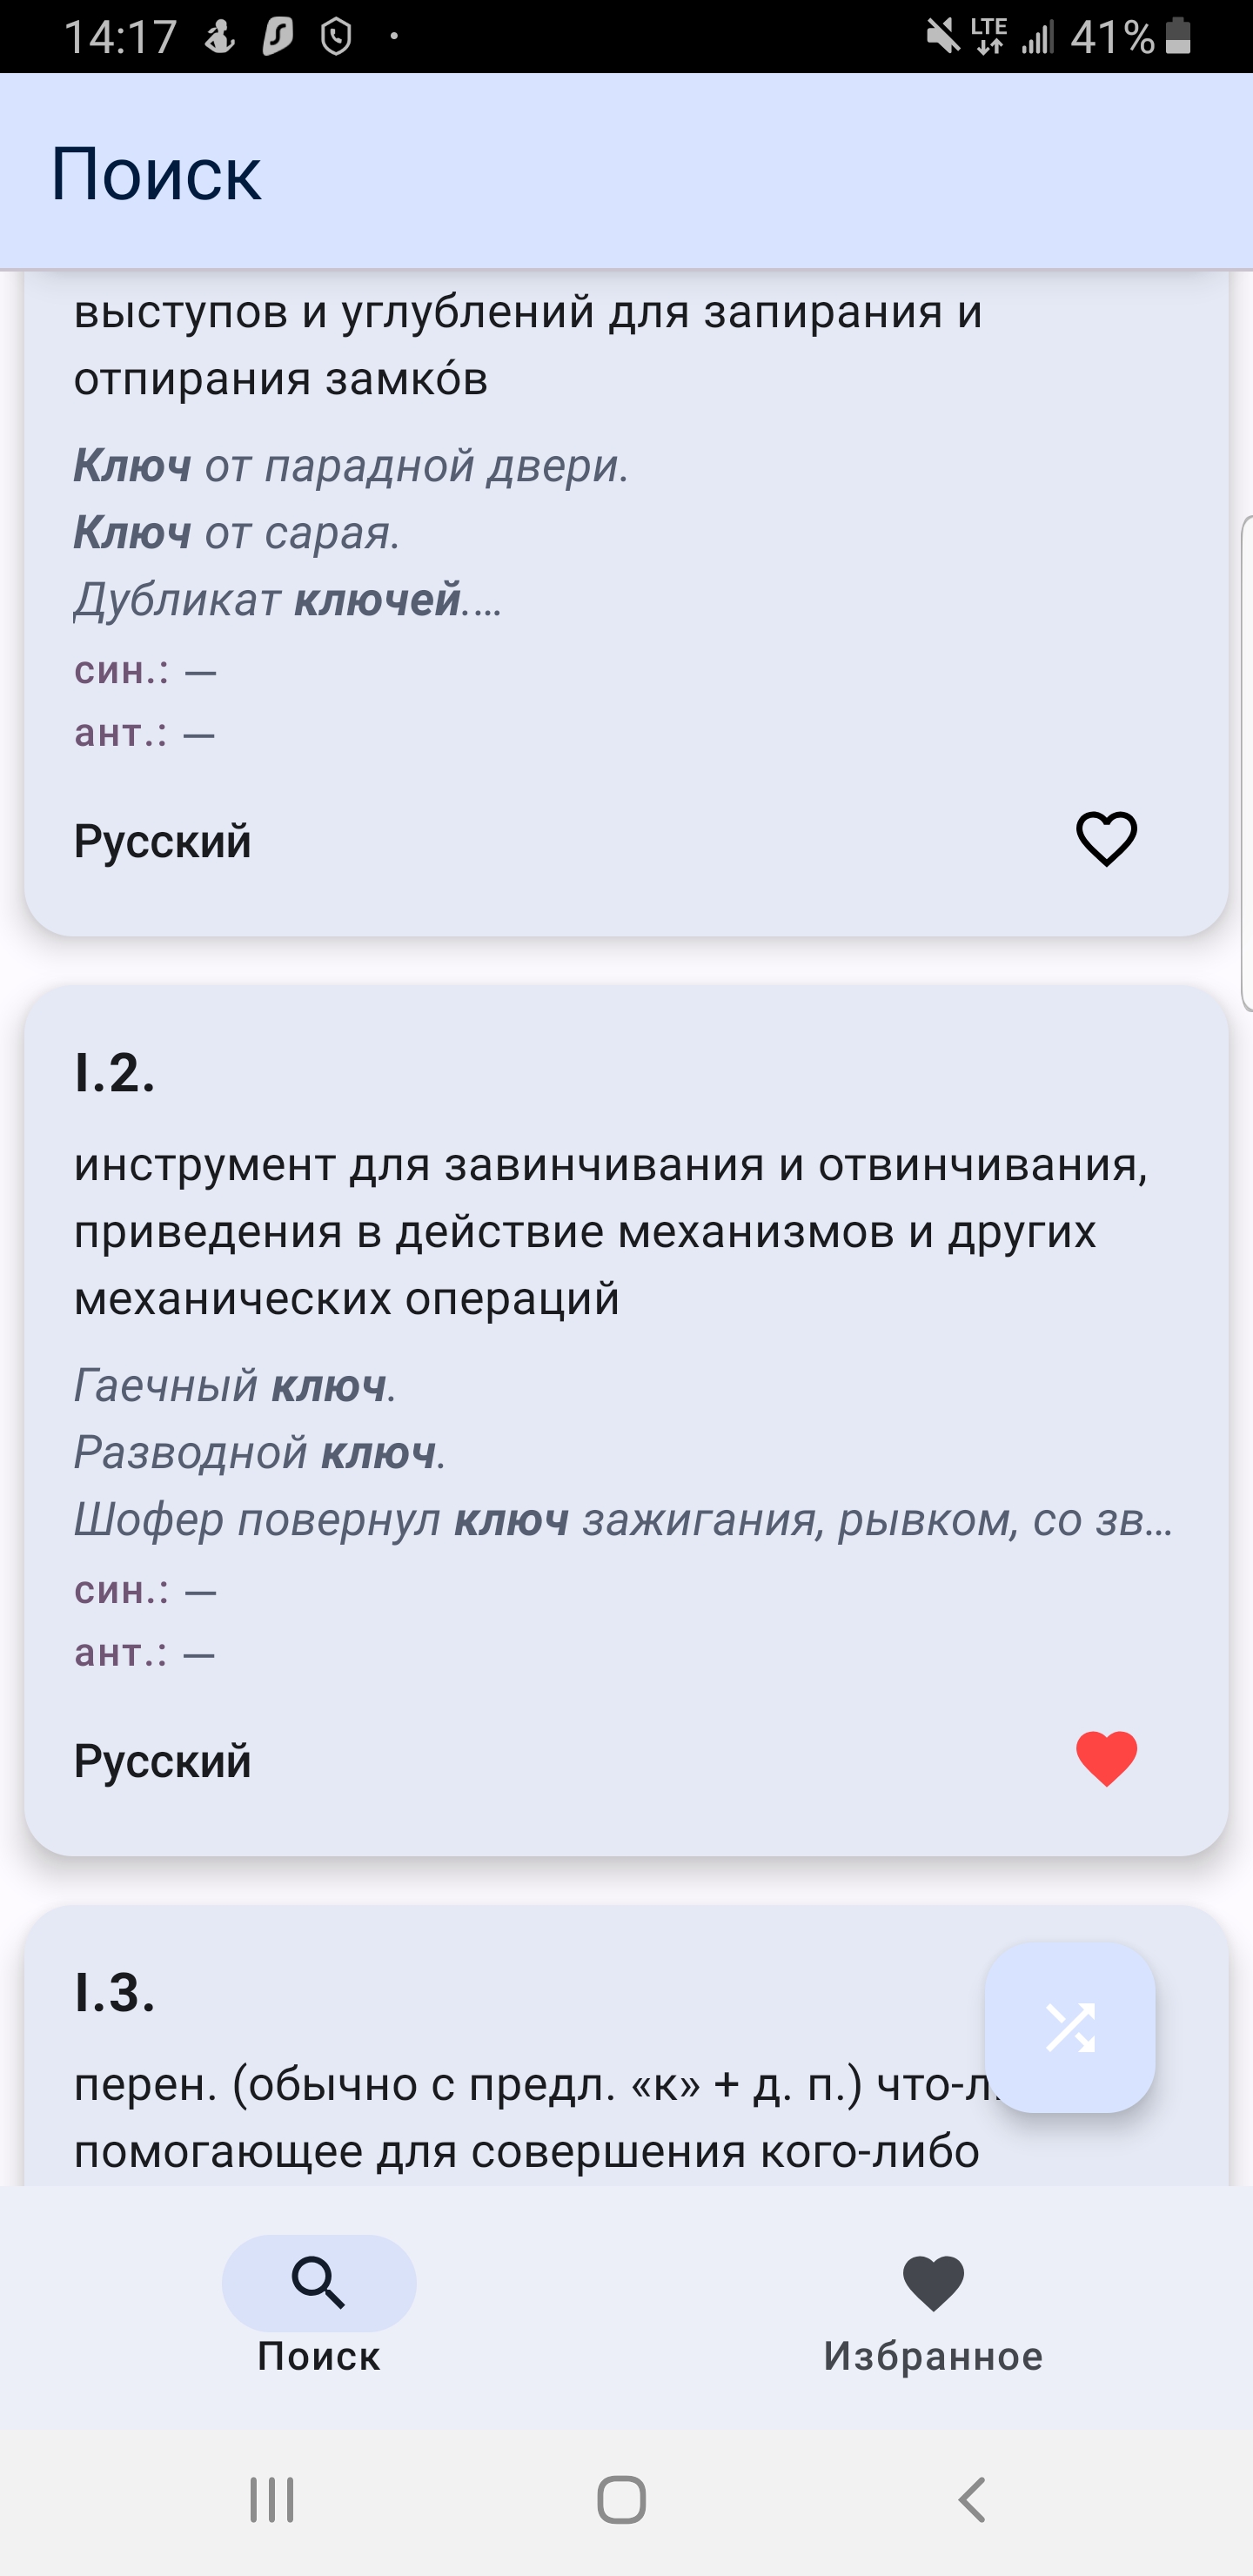 14:17
LTE
41%
Поиск
выступов и углублений для запирания и
отпирания замко́в
Ключ от парадной двери.
Ключ от сарая.
Дубликат ключей.…
син.: —
ант.: —
Русский
I.2.
инструмент для завинчивания и отвинчивания,
приведения в действие механизмов и других
механических операций
Гаечный ключ.
Разводной ключ.
Шофер повернул ключ зажигания, рывком, со зв…
син.: —
ант.: —
Русский
I.3.
перен. (обычно с предл. «к» + д. п.)
помогающее для совершения кого-либо
Поиск
Избранное